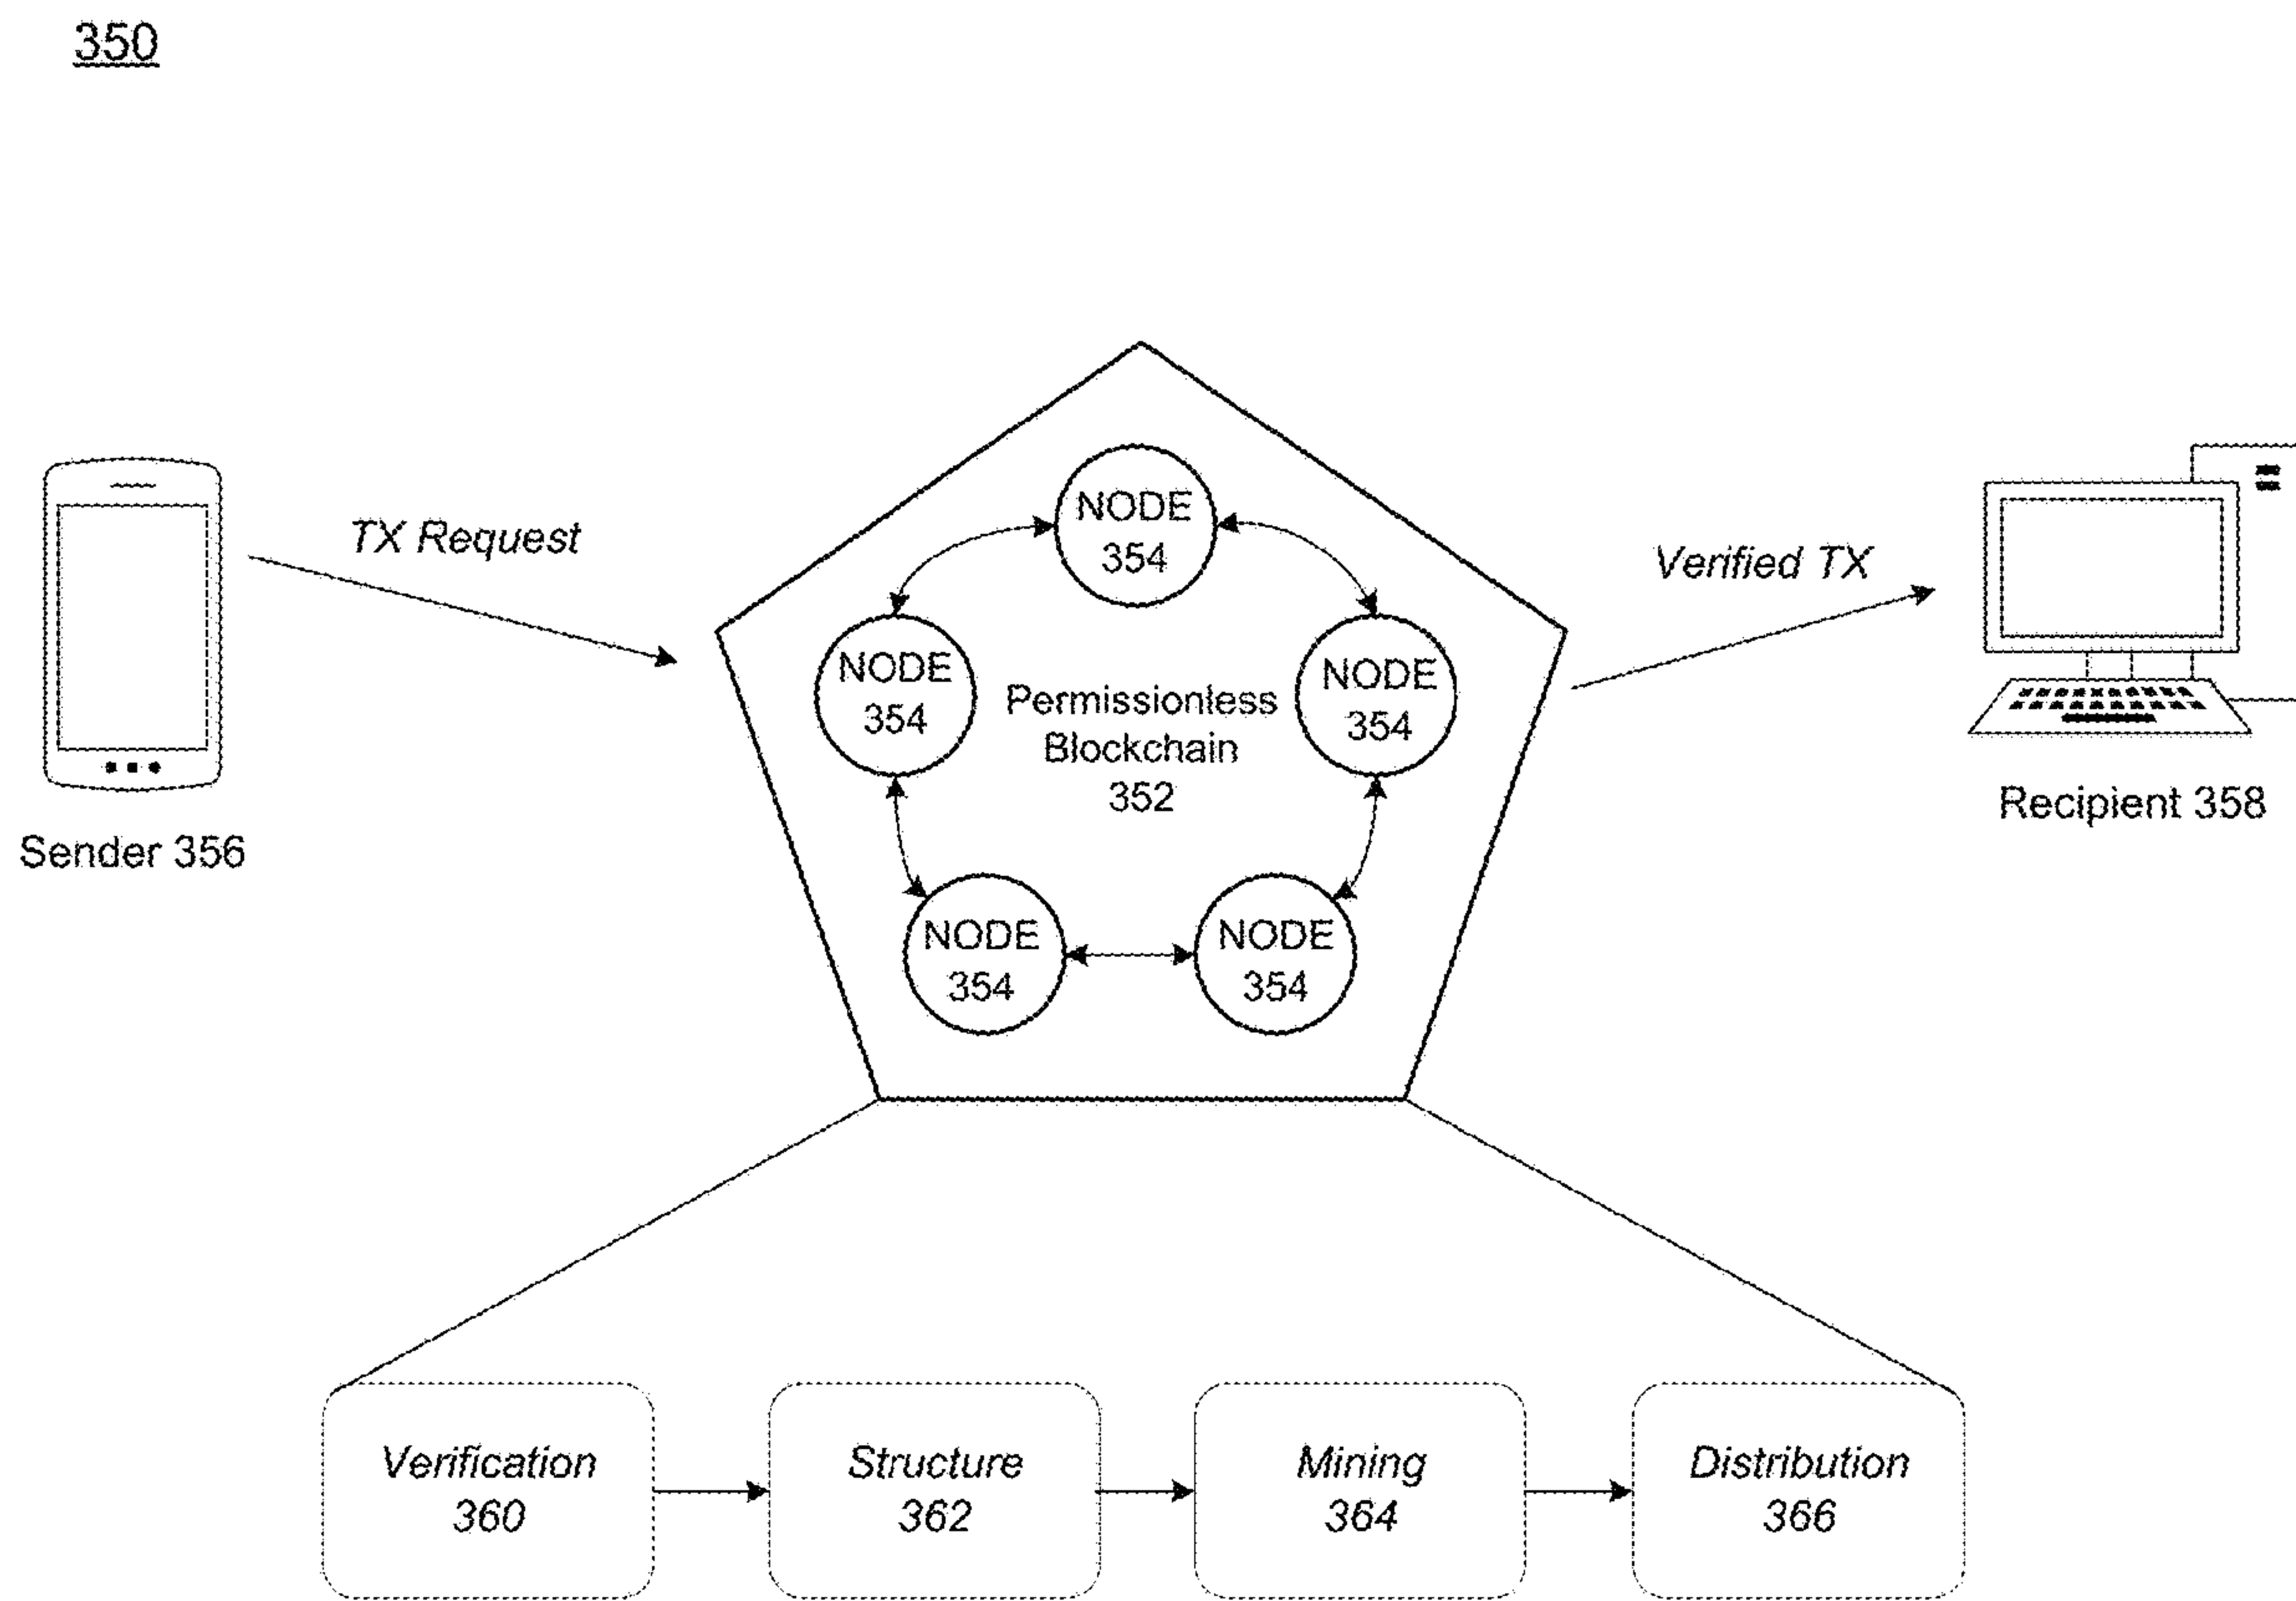 350
TX Request
Verified TX
NODE
354
NODE
354
NODE
354
Permissionless
Blockchain
352
NODE
354
NODE
354
Sender 356
Recipient 358
Verification
360
Structure
362
Mining
364
Distribution
366